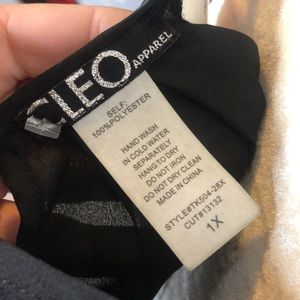 CLEO
APPAREL
SELF:
100%POLYESTER
HAND WASH
IN COLD WATER
SEPARATELY
HANG TO DRY
DO NOT IRON
DO NOT DRY CLEAN
MADE IN CHINA
STYLE#TK504-28X
CUT#13132
1X